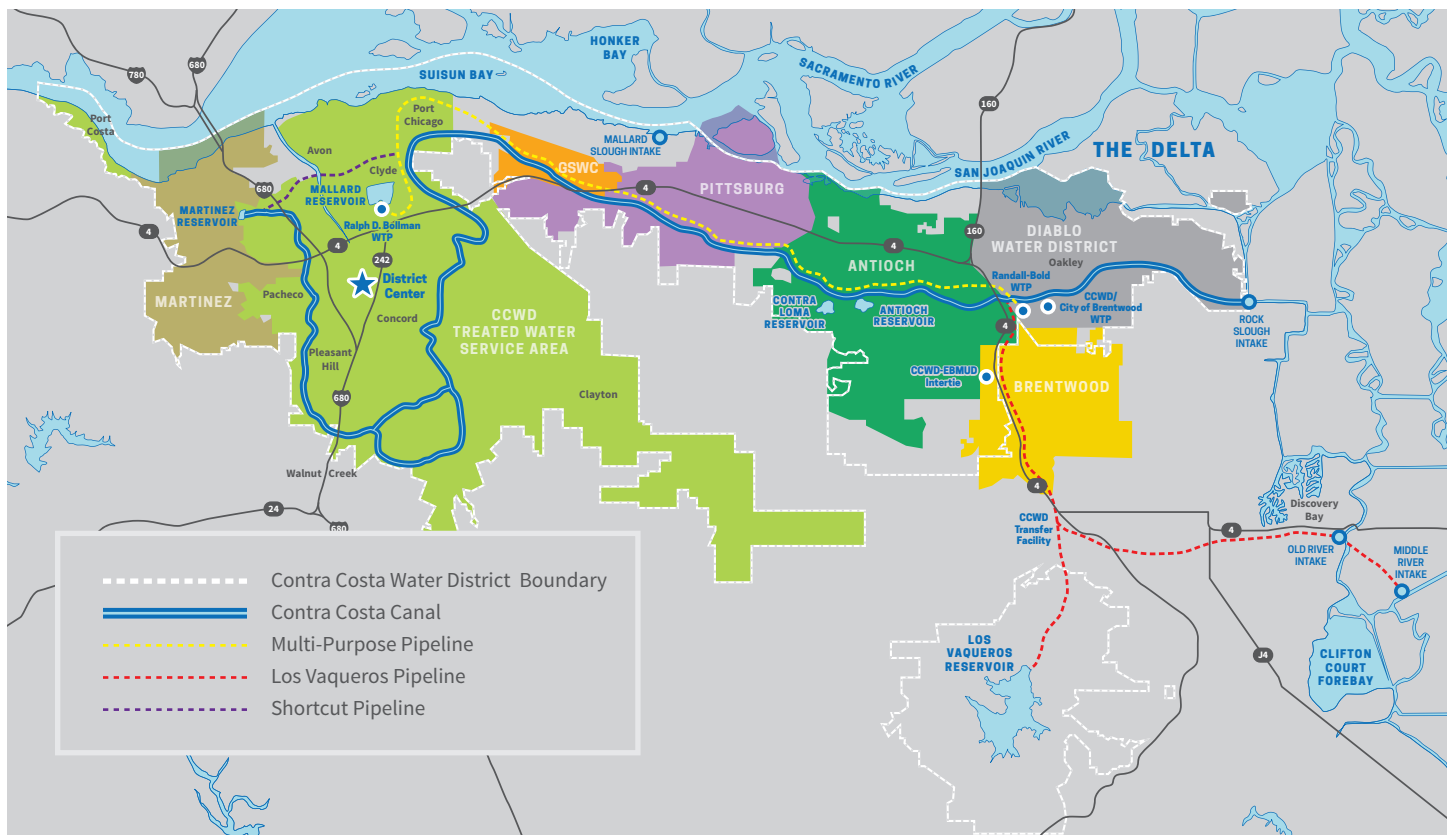 HONKER
BAY
680
780
SUISUN BAY
SACRAMENTO RIVER
160
Port
Costa
Port
Chicago
MALLARD
SLOUGH INTAKE
SAN JOAQUIN RIVER
THE DELTA
Avon
Clyde
GSWC
680
MALLARD
RESERVOIR
4
PITTSBURG
MARTINEZ
RESERVOIR
Ralph D. Bollman
WTP
4
4
160
4
DIABLO
WATER DISTRICT
Oakley
242
District
Center
ANTIOCH
Randall-Bold
WTP
MARTINEZ
Pacheco
Concord
CCWD
TREATED WATER
SERVICE AREA
CONTRA
LOMA
RESERVOIR
ANTIOCH
RESERVOIR
CCWD/
City of Brentwood
WTP
4
ROCK
SLOUGH
INTAKE
Pleasant
Hill
680
Clayton
CCWD-EBMUD
Intertie
BRENTWOOD
Walnut Creek
24
680
4
Discovery
Bay
CCWD
Transfer
Facility
4
OLD RIVER
INTAKE
MIDDLE
RIVER
INTAKE
LOS
VAQUEROS
RESERVOIR
J4
CLIFTON
COURT
FOREBAY
Contra Costa Water District Boundary
Contra Costa Canal
Multi-Purpose Pipeline
Los Vaqueros Pipeline
Shortcut Pipeline